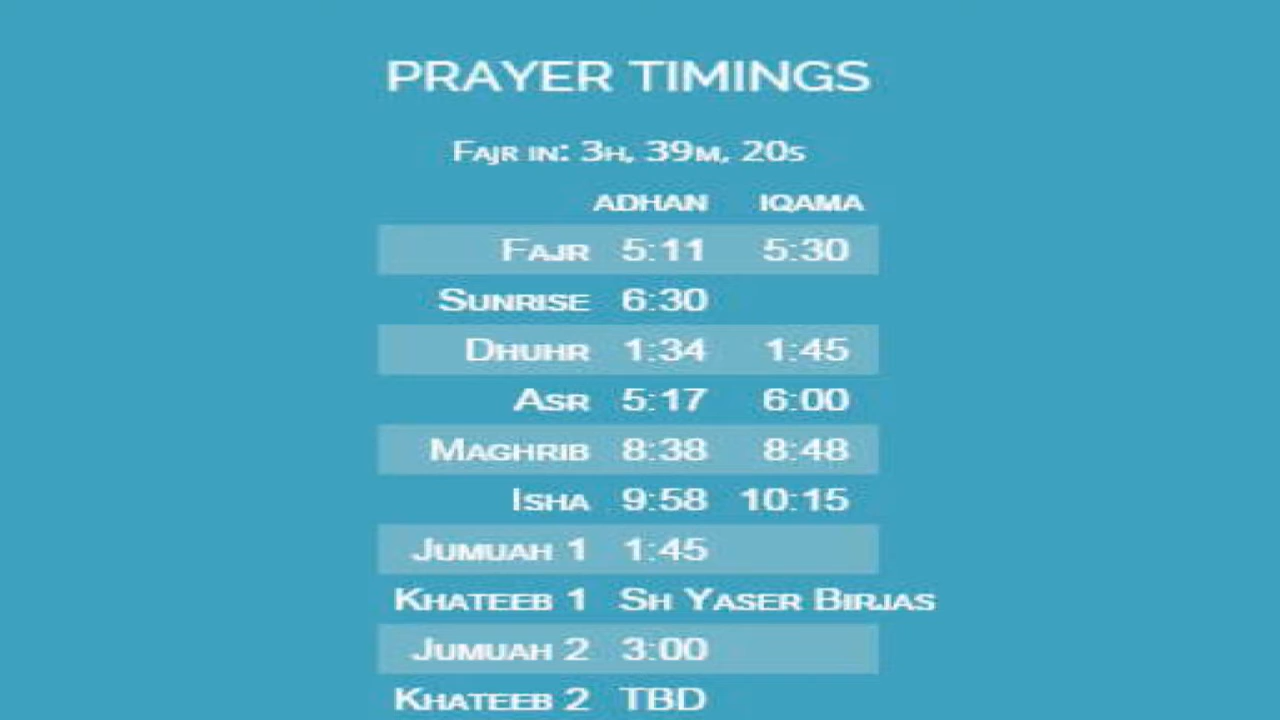 PRAYER TIMINGS
FAJR IN: 3H, 39M, 20S
ADHAN IQAMA
FAJR 5:11 5:30
SUNRISE 6:30
DHUHR 1:34 1:45
ASR 5:17 6:00
MAGHRIB 8:38 8:48
ISHA 9:58 10:15
JUMUAH 1 1:45
KHATEEB 1 SH YASER BIRJAS
JUMUAH 2 3:00
KHATEEB 2 TBD